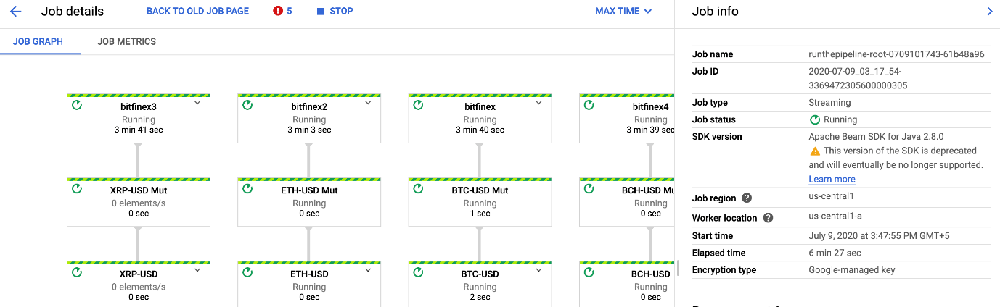 Job details
BACK TO OLD JOB PAGE
5
STOP
MAX TIME
JOB GRAPH
JOB METRICS
bitfinex3
Running
3 min 41 sec
bitfinex2
Running
3 min 3 sec
bitfinex
Running
3 min 40 sec
bitfinex4
Running
3 min 39 sec
XRP-USD Mut
0 elements/s
0 sec
ETH-USD Mut
Running
0 sec
BTC-USD Mut
Running
1 sec
BCH-USD Mu
Running
0 sec
XRP-USD
0 elements/s
0 sec
ETH-USD
Running
0 sec
BTC-USD
Running
2 sec
BCH-USD
Running
0 sec
Job info
Job name runthepipeline-root-0709101743-61b48a96
Job ID 2020-07-09_03_17_54-
3369472305600000305
Job type Streaming
Job status Running
SDK version Apache Beam SDK for Java 2.8.0
This version of the SDK is deprecated
and will eventually be no longer supported.
Learn more
Job region us-central1
Worker location us-central1-a
Start time July 9, 2020 at 3:47:55 PM GMT+5
Elapsed time 6 min 27 sec
Encryption type Google-managed key